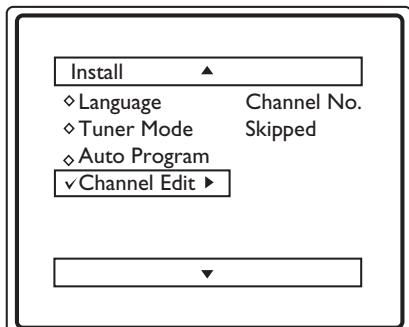 Install ▲
◇ Language Channel No.
◇ Tuner Mode Skipped
◇ Auto Program
✓ Channel Edit ▶
▼